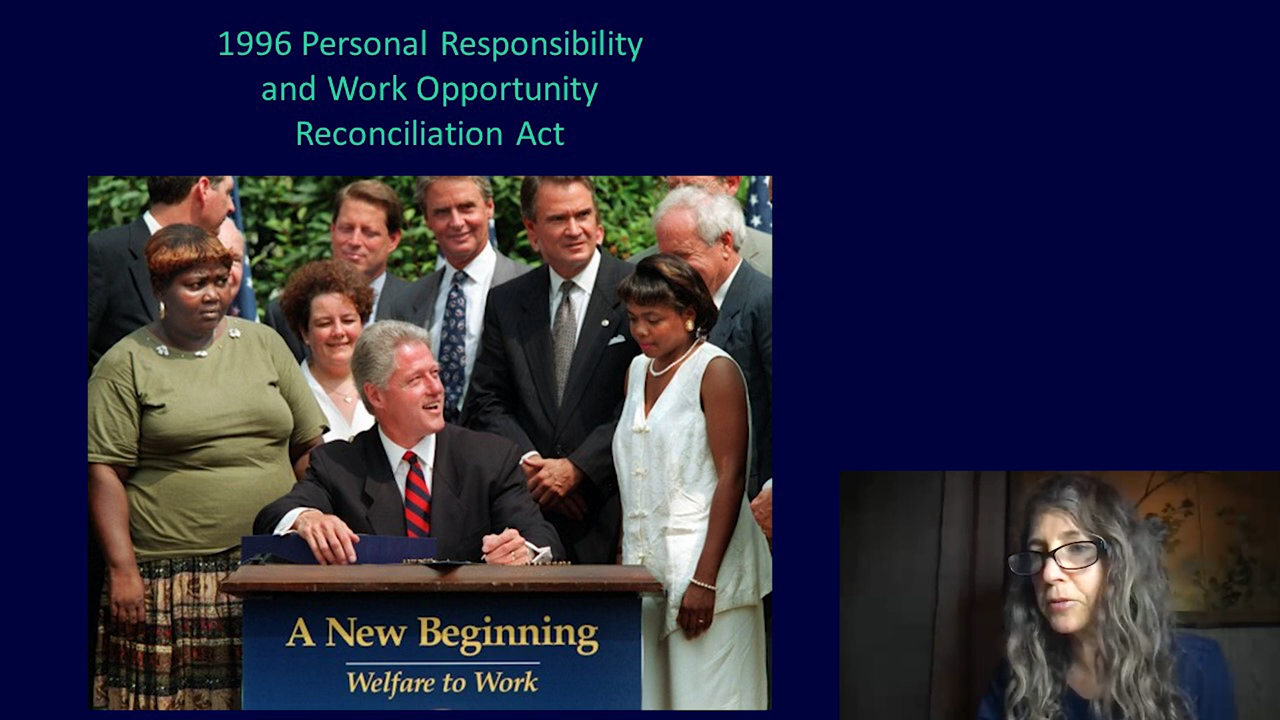 1996 Personal Responsibility
and Work Opportunity
Reconciliation Act
A New Beginning
Welfare to Work